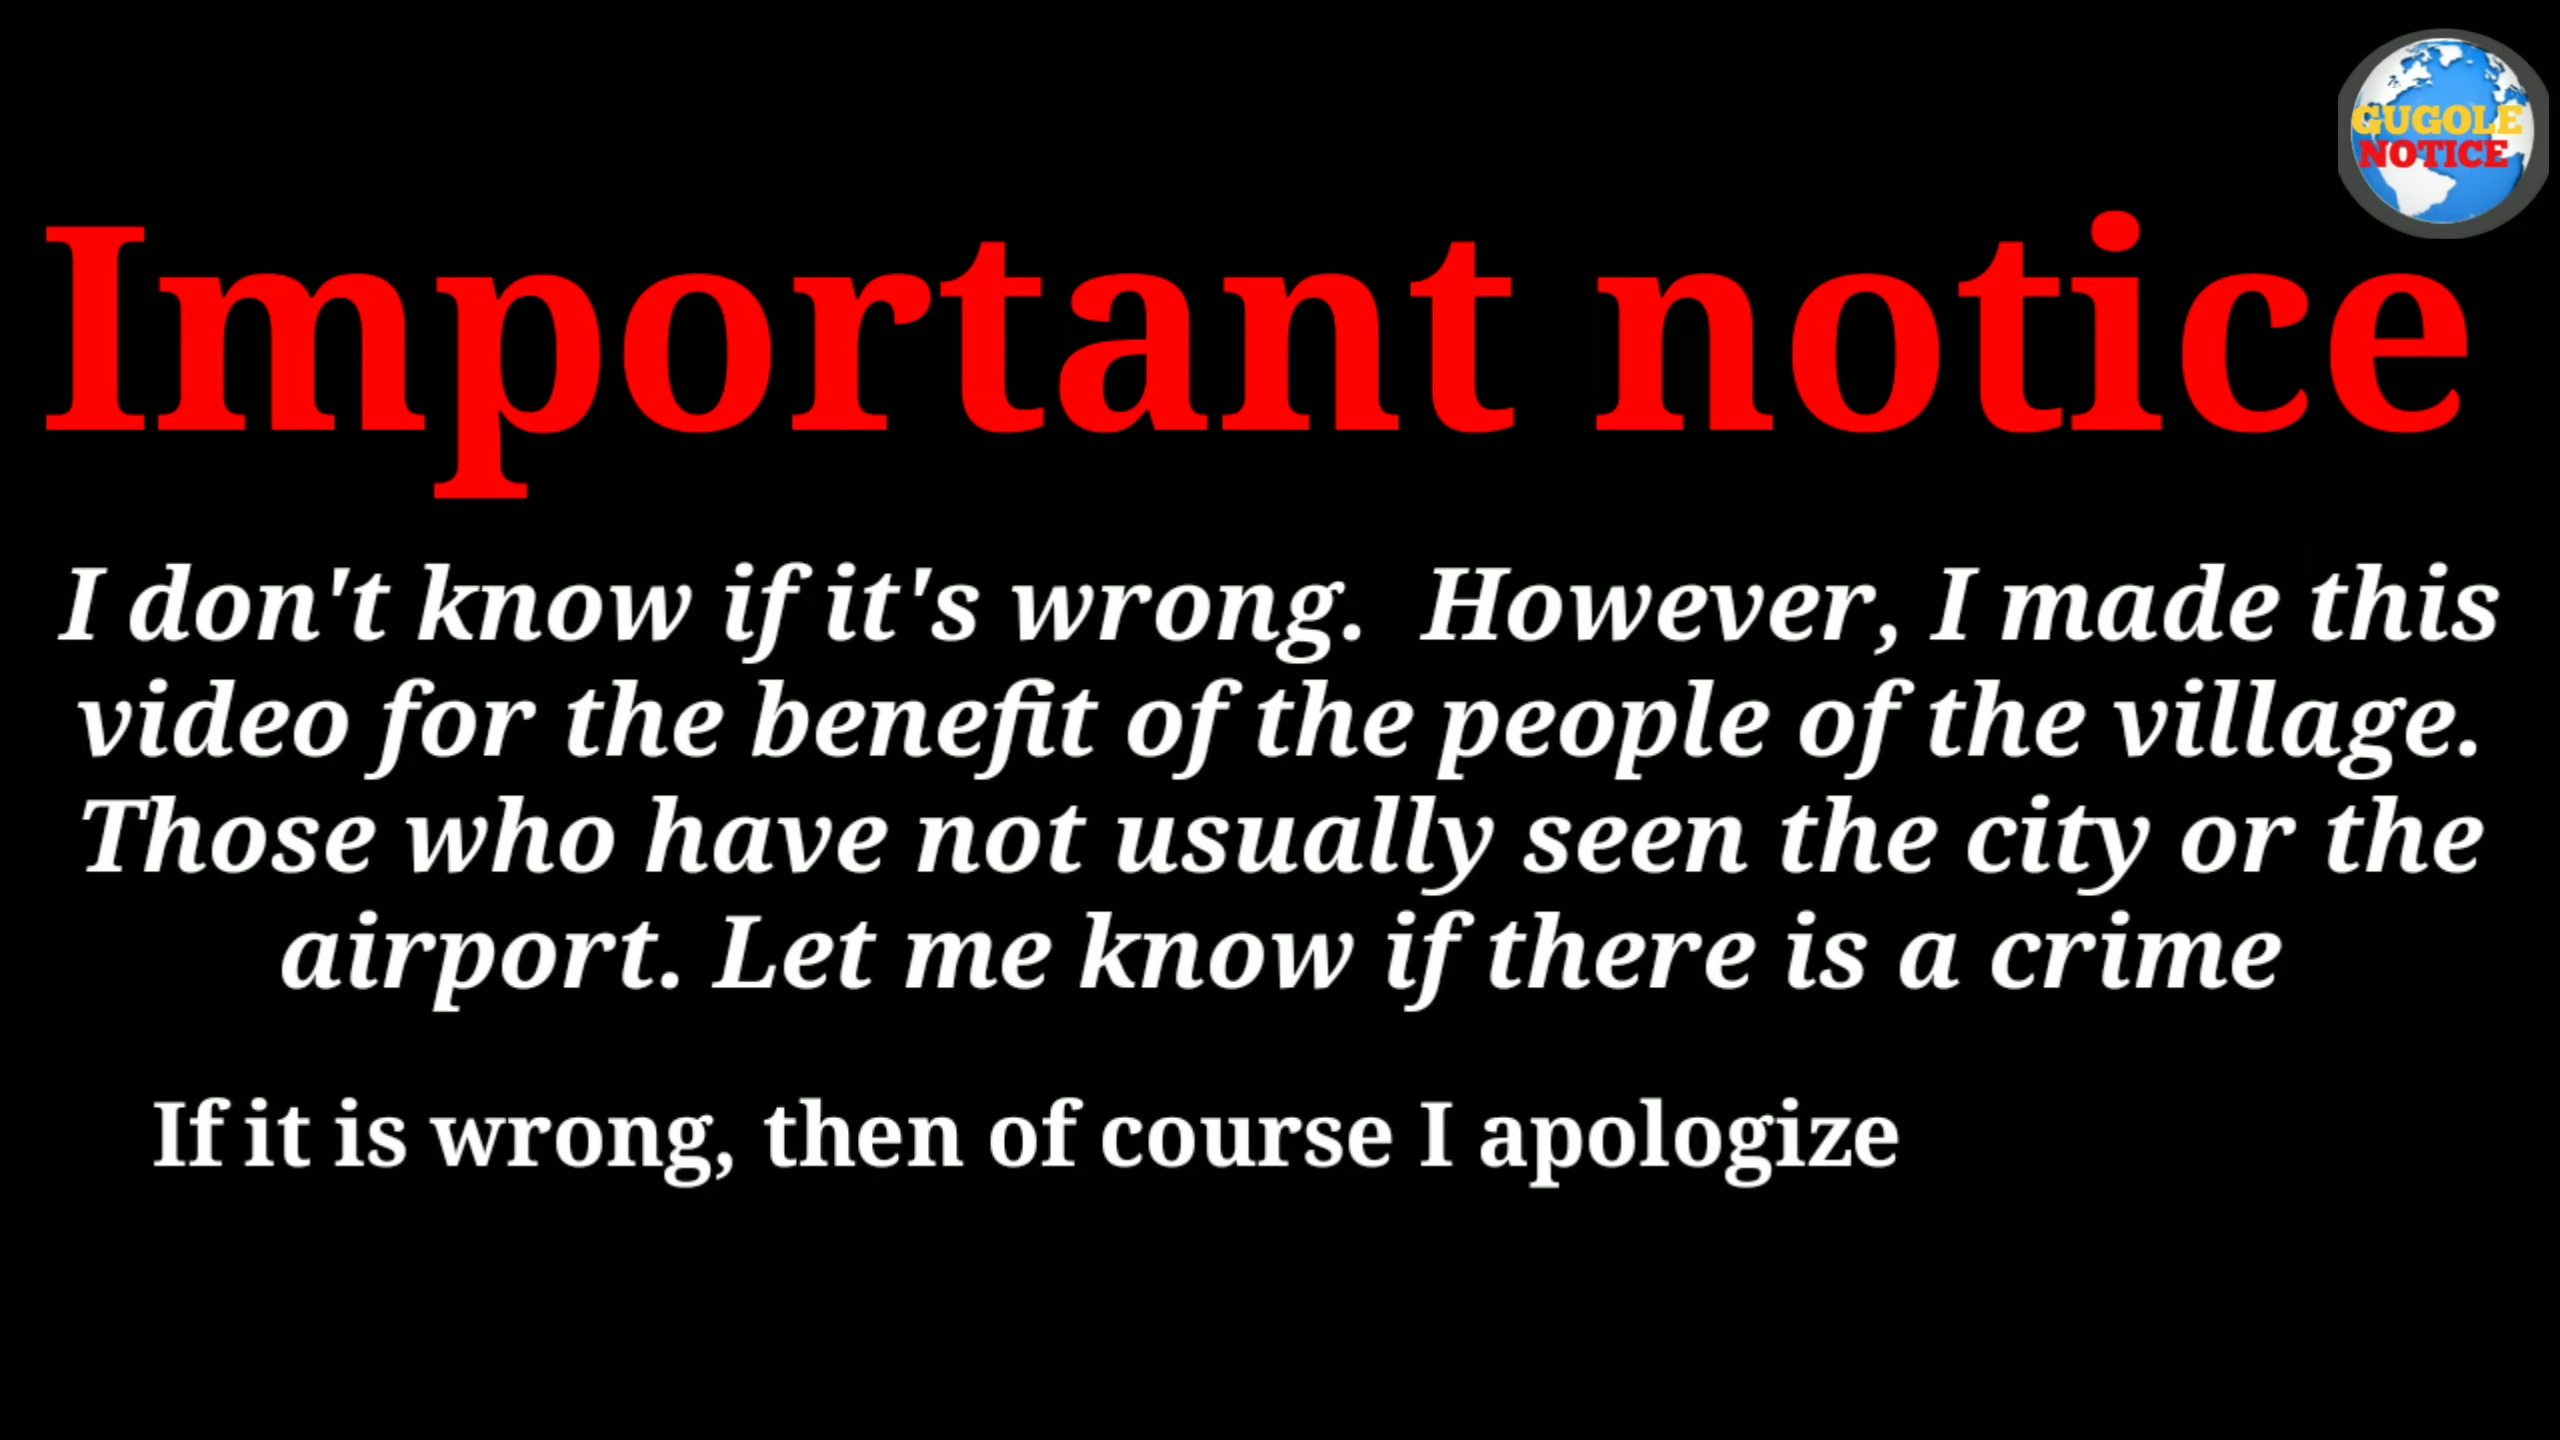 GUGOLE
NOTICE
Important notice
I don't know if it's wrong.  However, I made this
video for the benefit of the people of the village.
Those who have not usually seen the city or the
airport. Let me know if there is a crime
If it is wrong, then of course I apologize